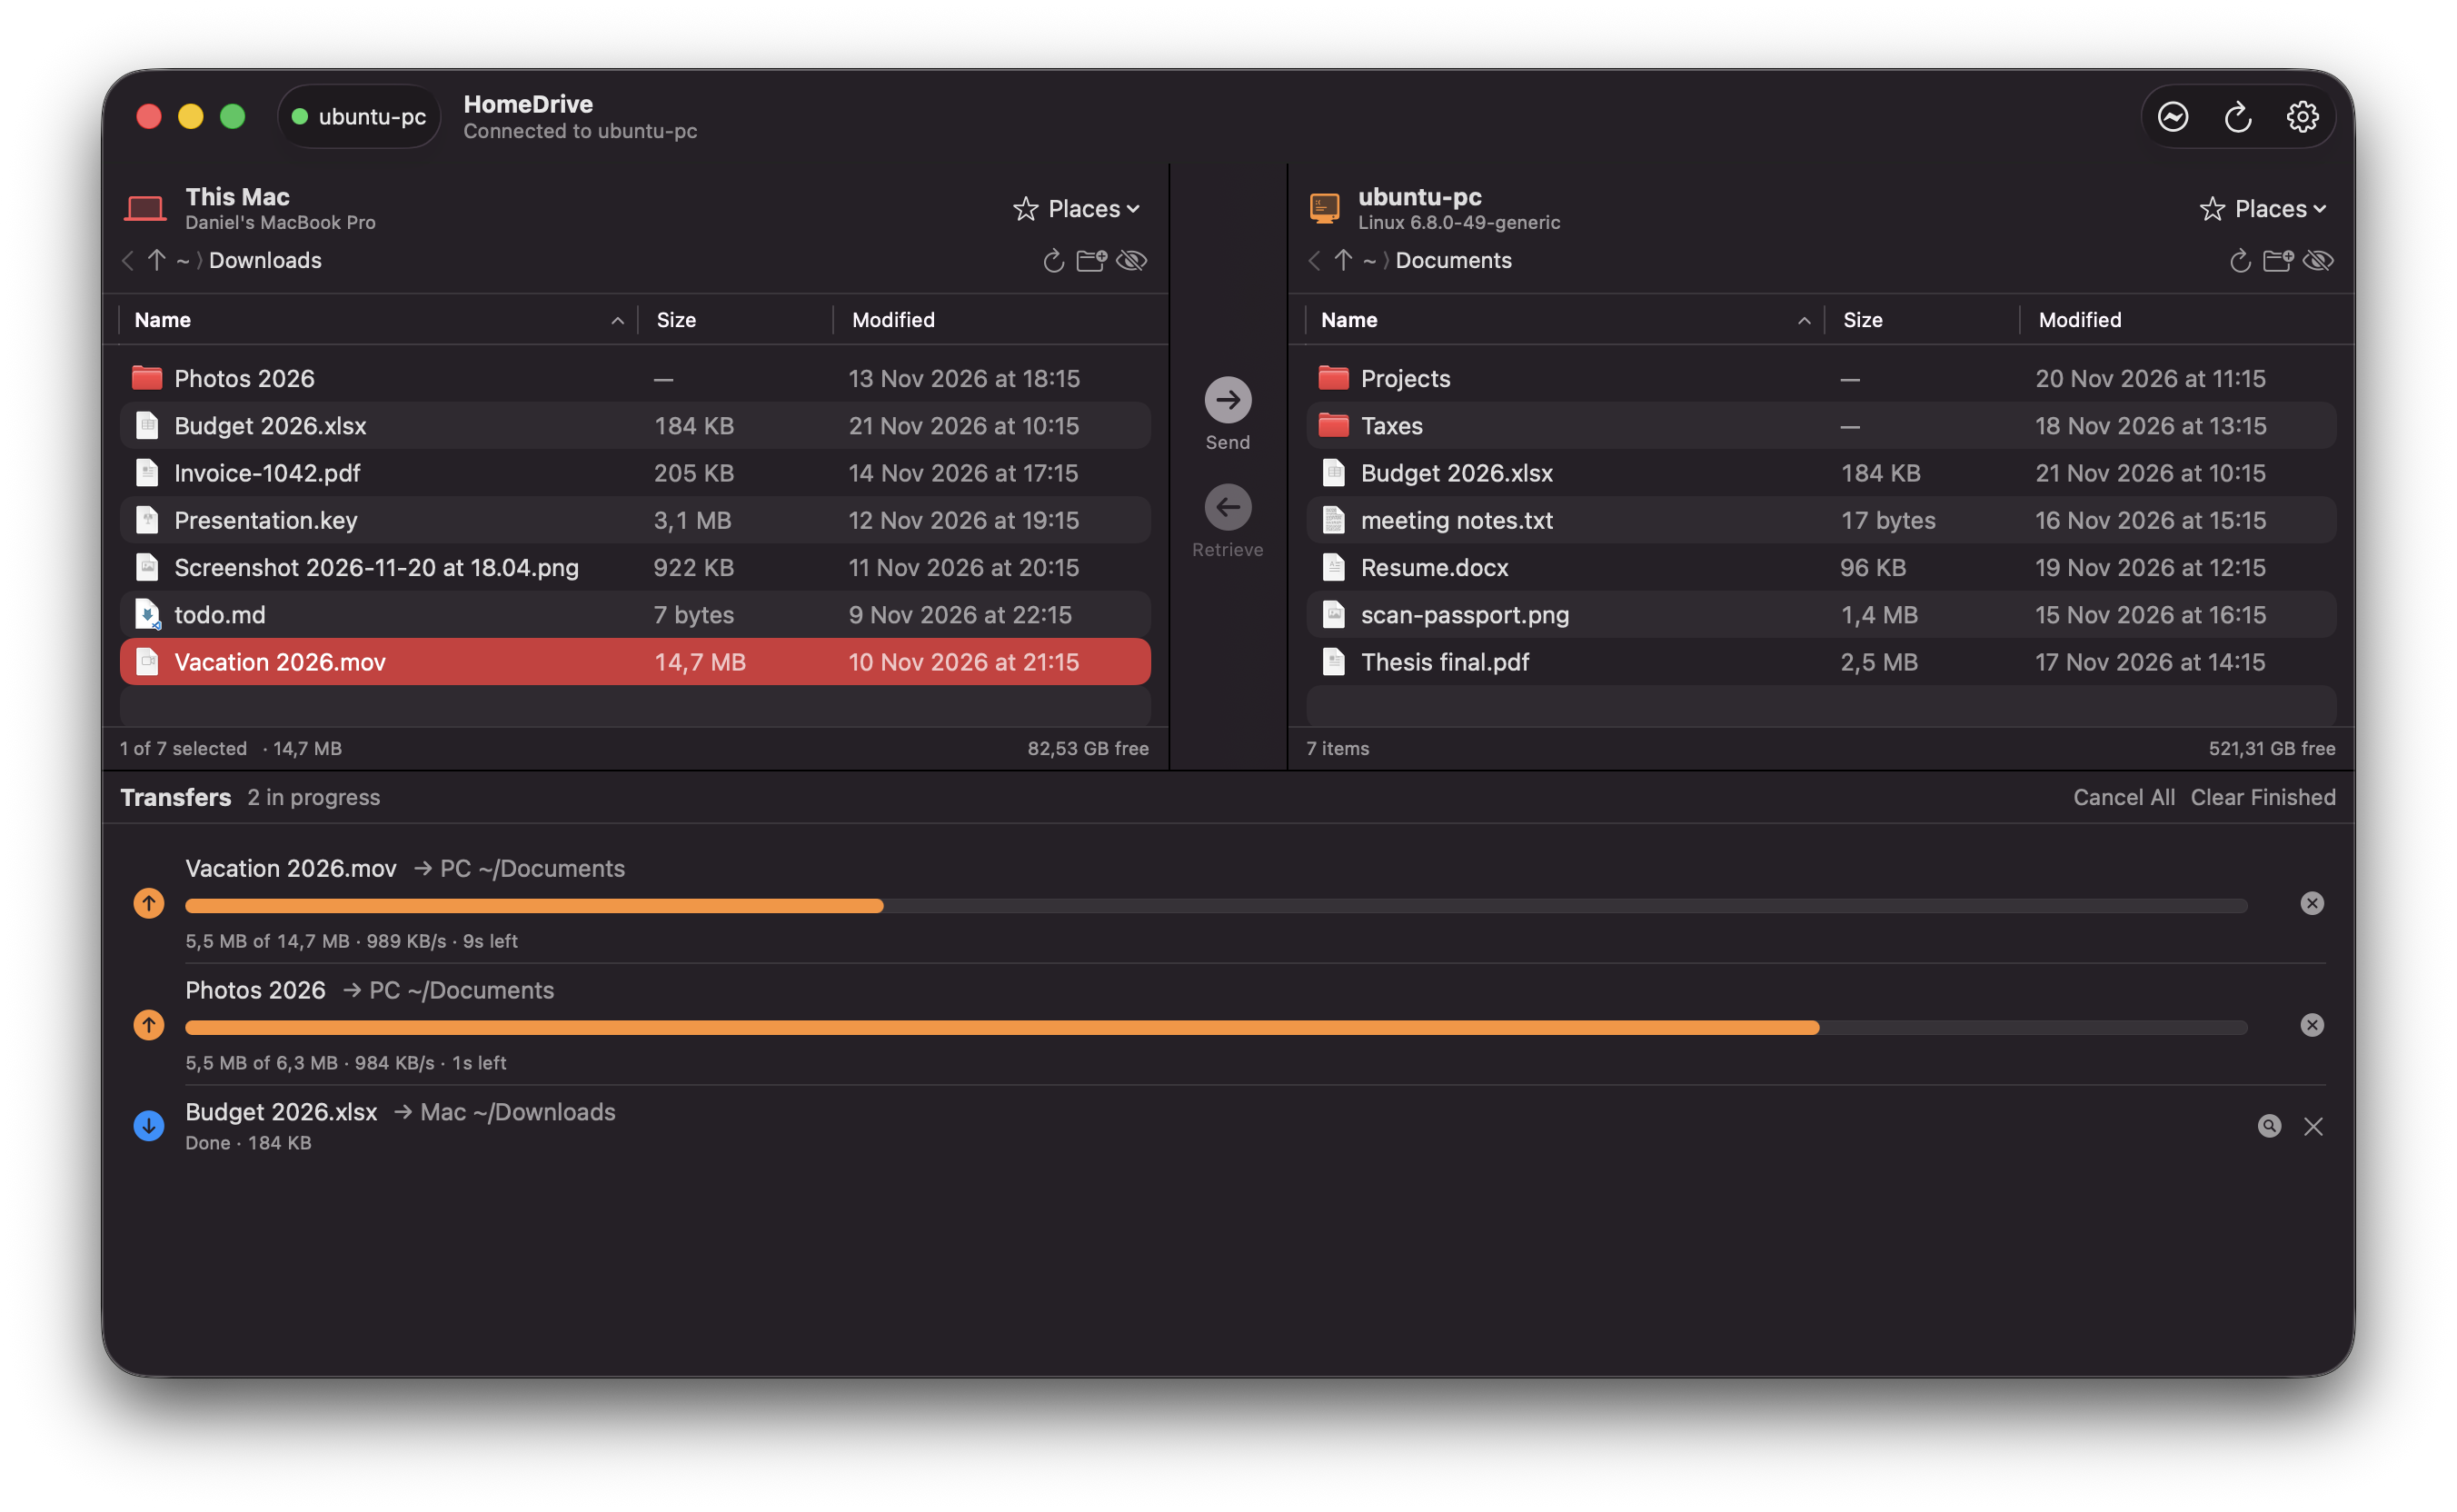 ubuntu-pc
HomeDrive
Connected to ubuntu-pc
This Mac
Daniel's MacBook Pro
Places
~ Downloads
Name Size Modified
Photos 2026 — 13 Nov 2026 at 18:15
Budget 2026.xlsx 184 KB 21 Nov 2026 at 10:15
Invoice-1042.pdf 205 KB 14 Nov 2026 at 17:15
Presentation.key 3,1 MB 12 Nov 2026 at 19:15
Screenshot 2026-11-20 at 18.04.png 922 KB 11 Nov 2026 at 20:15
todo.md 7 bytes 9 Nov 2026 at 22:15
Vacation 2026.mov 14,7 MB 10 Nov 2026 at 21:15
1 of 7 selected · 14,7 MB 82,53 GB free
Send
Retrieve
ubuntu-pc
Linux 6.8.0-49-generic
Places
~ Documents
Name Size Modified
Projects — 20 Nov 2026 at 11:15
Taxes — 18 Nov 2026 at 13:15
Budget 2026.xlsx 184 KB 21 Nov 2026 at 10:15
meeting notes.txt 17 bytes 16 Nov 2026 at 15:15
Resume.docx 96 KB 19 Nov 2026 at 12:15
scan-passport.png 1,4 MB 15 Nov 2026 at 16:15
Thesis final.pdf 2,5 MB 17 Nov 2026 at 14:15
7 items 521,31 GB free
Transfers 2 in progress Cancel All Clear Finished
Vacation 2026.mov → PC ~/Documents
5,5 MB of 14,7 MB · 989 KB/s · 9s left
Photos 2026 → PC ~/Documents
5,5 MB of 6,3 MB · 984 KB/s · 1s left
Budget 2026.xlsx → Mac ~/Downloads
Done · 184 KB